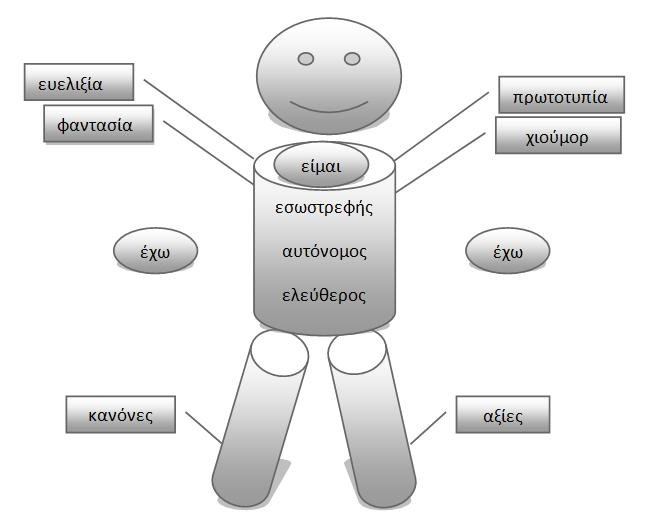 ευελιξία
φαντασία
πρωτοτυπία
χιούμορ
είμαι
εσωστρεφής
αυτόνομος
ελεύθερος
έχω
έχω
κανόνες
αξίες